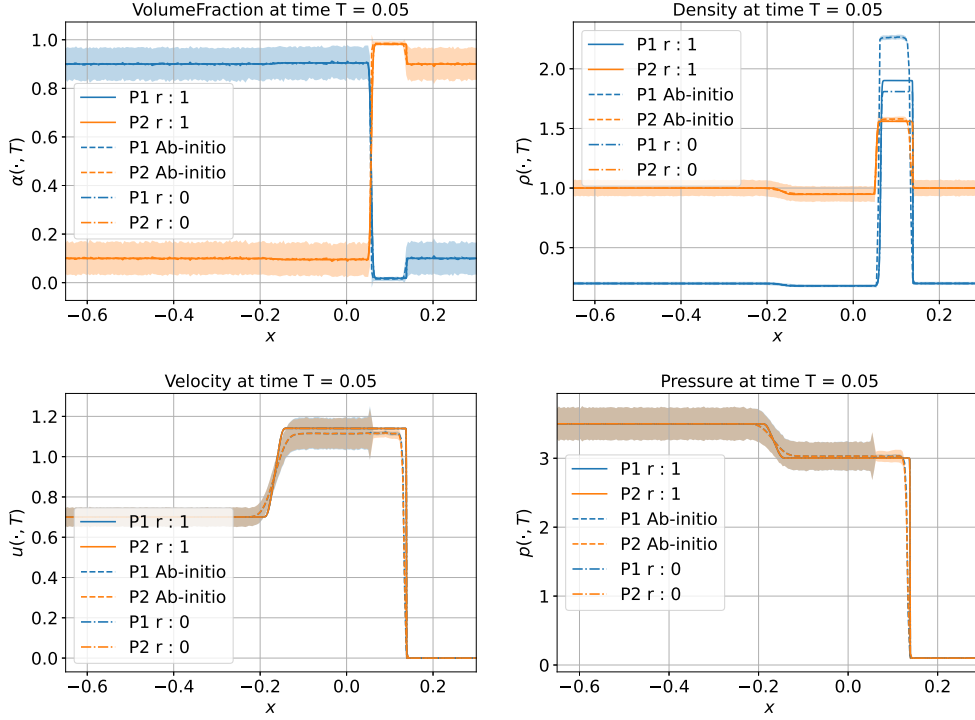 VolumeFraction at time T = 0.05
1.0
0.8
0.6
0.4
0.2
0.0
α(·, T)
P1 r : 1
P2 r : 1
P1 Ab-initio
P2 Ab-initio
P1 r : 0
P2 r : 0
−0.6 −0.4 −0.2 0.0 0.2
x
Density at time T = 0.05
2.0
1.5
1.0
0.5
ρ(·, T)
P1 r : 1
P2 r : 1
P1 Ab-initio
P2 Ab-initio
P1 r : 0
P2 r : 0
−0.6 −0.4 −0.2 0.0 0.2
x
Velocity at time T = 0.05
1.2
1.0
0.8
0.6
0.4
0.2
0.0
u(·, T)
P1 r : 1
P2 r : 1
P1 Ab-initio
P2 Ab-initio
P1 r : 0
P2 r : 0
−0.6 −0.4 −0.2 0.0 0.2
x
Pressure at time T = 0.05
3
2
1
0
p(·, T)
P1 r : 1
P2 r : 1
P1 Ab-initio
P2 Ab-initio
P1 r : 0
P2 r : 0
−0.6 −0.4 −0.2 0.0 0.2
x